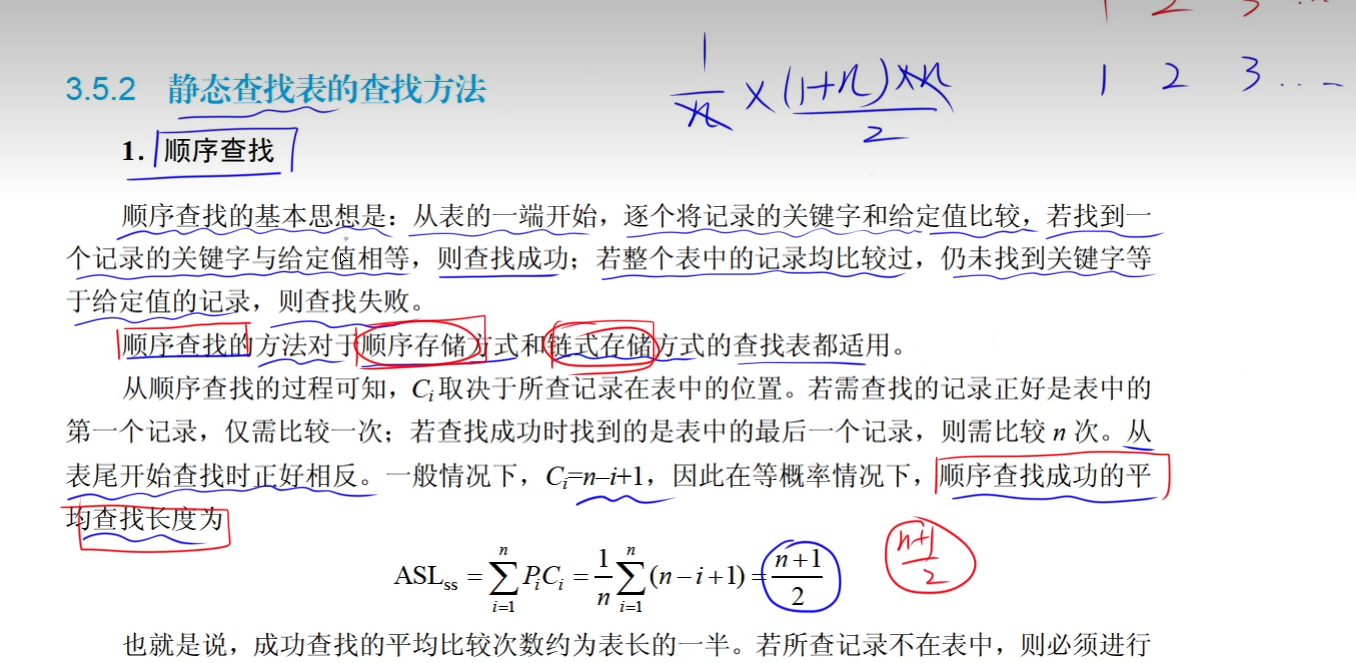 1 2 3 ...
3.5.2 静态查找表的查找方法
1/n × (1+n)×n/2
1 2 3 ...
1. 顺序查找
顺序查找的基本思想是：从表的一端开始，逐个将记录的关键字和给定值比较，若找到一
个记录的关键字与给定值相等，则查找成功；若整个表中的记录均比较过，仍未找到关键字等
于给定值的记录，则查找失败。
顺序查找的方法对于顺序存储方式和链式存储方式的查找表都适用。
从顺序查找的过程可知，Cᵢ取决于所查记录在表中的位置。若需查找的记录正好是表中的
第一个记录，仅需比较一次；若查找成功时找到的是表中的最后一个记录，则需比较 n 次。从
表尾开始查找时正好相反。一般情况下，Cᵢ=n–i+1，因此在等概率情况下，顺序查找成功的平
均查找长度为
ASLss = ∑(i=1→n) PᵢCᵢ = 1/n ∑(i=1→n) (n−i+1) = (n+1)/2
n+1/2
也就是说，成功查找的平均比较次数约为表长的一半。若所查记录不在表中，则必须进行